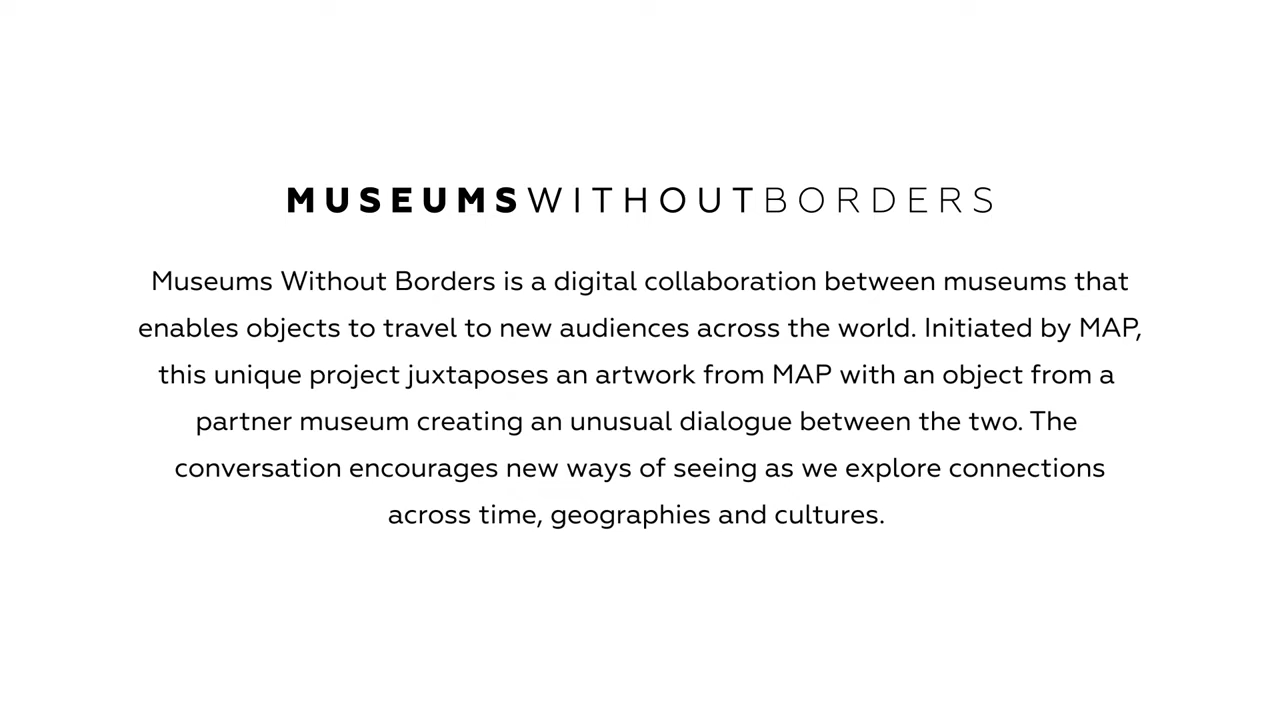 MUSEUMSWITHOUTBORDERS
Museums Without Borders is a digital collaboration between museums that
enables objects to travel to new audiences across the world. Initiated by MAP,
this unique project juxtaposes an artwork from MAP with an object from a
partner museum creating an unusual dialogue between the two. The
conversation encourages new ways of seeing as we explore connections
across time, geographies and cultures.